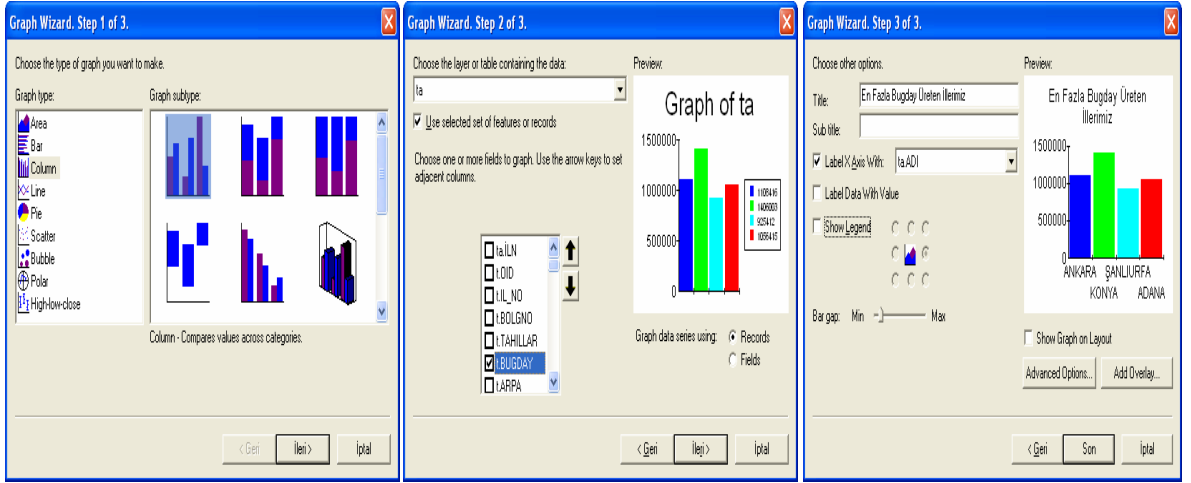 Graph Wizard. Step 1 of 3.
Choose the type of graph you want to make.
Graph type:
Graph subtype:
Area
Bar
Column
Line
Pie
Scatter
Bubble
Polar
High-low-close
Column - Compares values across categories.
< Geri
İleri >
İptal
Graph Wizard. Step 2 of 3.
Choose the layer or table containing the data:
ta
Use selected set of features or records
Choose one or more fields to graph. Use the arrow keys to set
adjacent columns.
ta.İLN
t.OID
t.IL_NO
t.BOLGNO
t.TAHILLAR
t.BUGDAY
t.ARPA
Preview:
Graph of ta
1500000
1000000
500000
0
1108416
1406003
925412
1056415
Graph data series using:
Records
Fields
< Geri
İleri >
İptal
Graph Wizard. Step 3 of 3.
Choose other options.
Title:
En Fazla Bugday Üreten İllerimiz
Sub title:
Label X Axis With:
ta.ADI
Label Data With Value
Show Legend
Bar gap:
Min
Max
Preview:
En Fazla Bugday Üreten
İllerimiz
1500000
1000000
500000
0
ANKARA ŞANLIURFA
KONYA ADANA
Show Graph on Layout
Advanced Options...
Add Overlay...
< Geri
Son
İptal